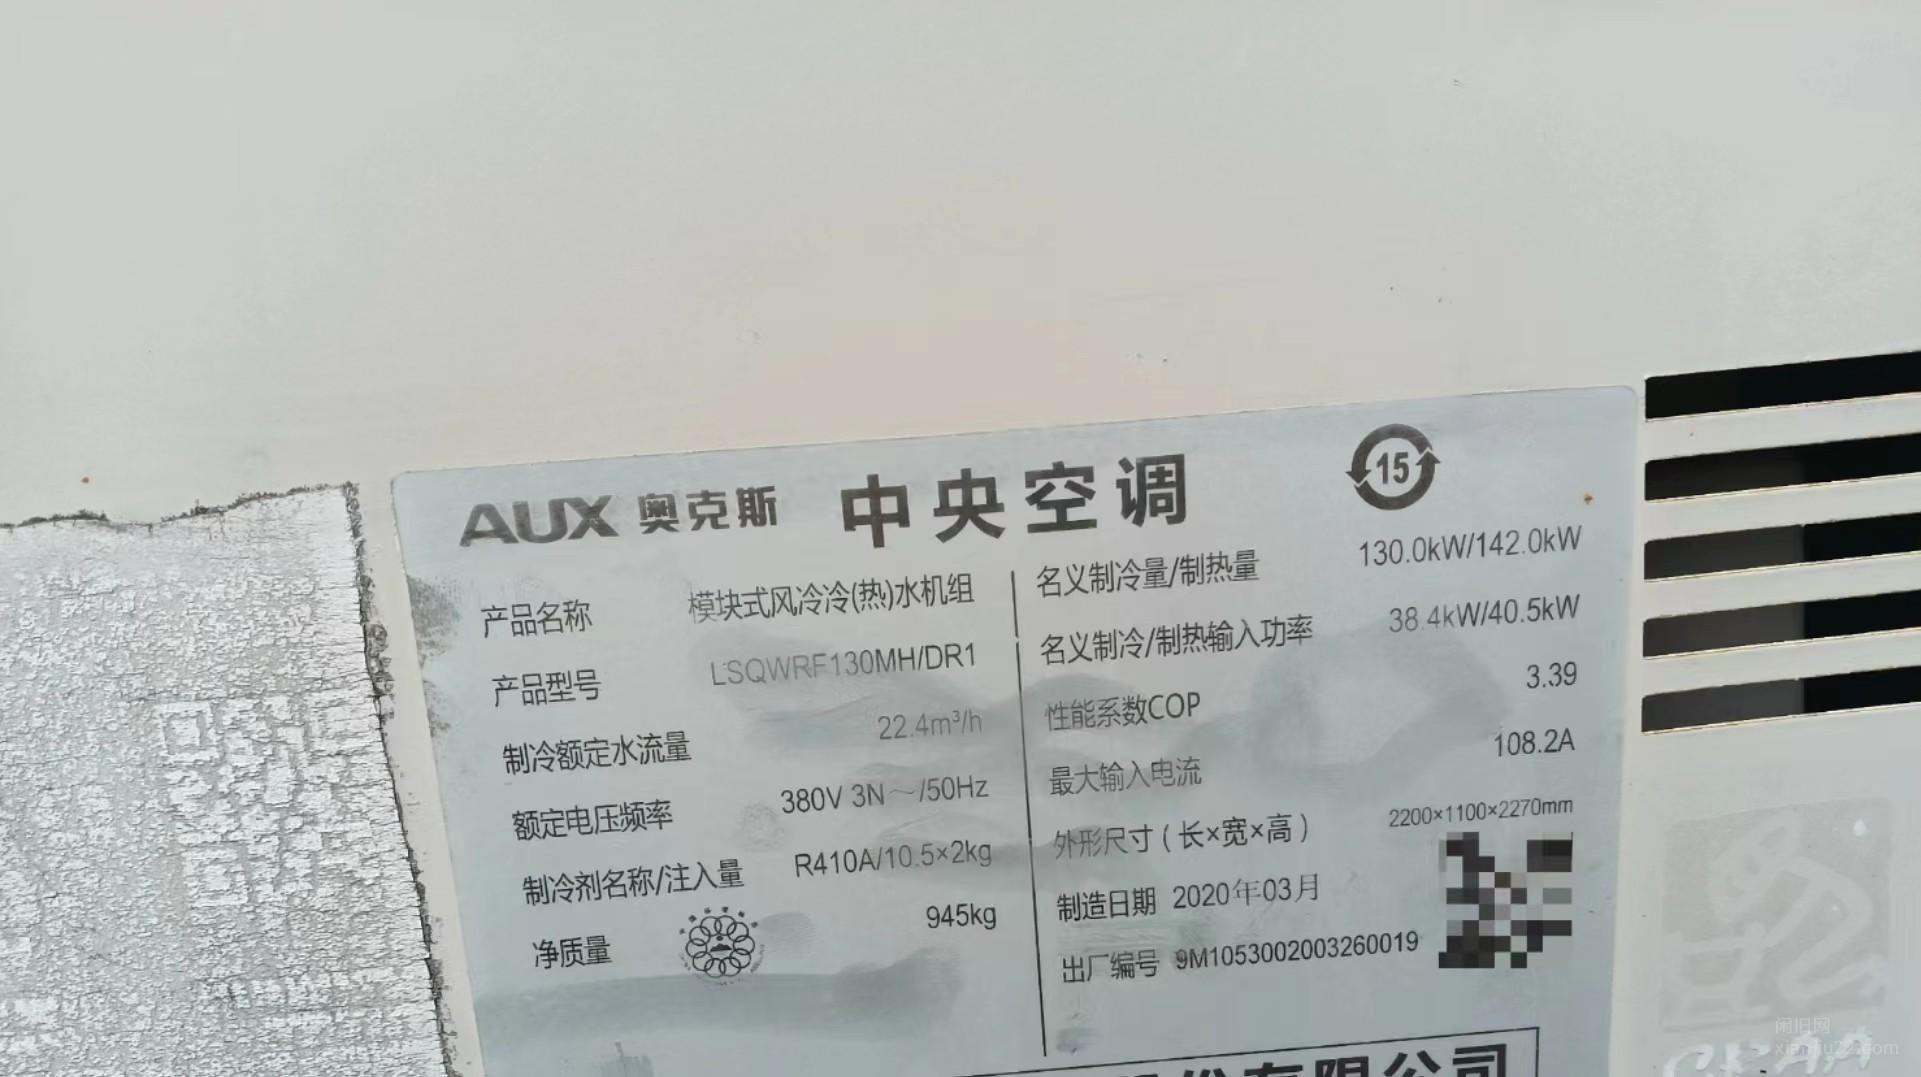 AUX 奥克斯 中央空调
15
产品名称 模块式风冷冷(热)水机组
产品型号 LSQWRF130MH/DR1
制冷额定水流量 22.4m³/h
额定电压频率 380V 3N～/50Hz
制冷剂名称/注入量 R410A/10.5×2kg
净质量 945kg
名义制冷量/制热量 130.0kW/142.0kW
名义制冷/制热输入功率 38.4kW/40.5kW
性能系数COP 3.39
最大输入电流 108.2A
外形尺寸(长×宽×高) 2200×1100×2270mm
制造日期 2020年03月
出厂编号 9M1053002003260019
份有限公司
闲旧网